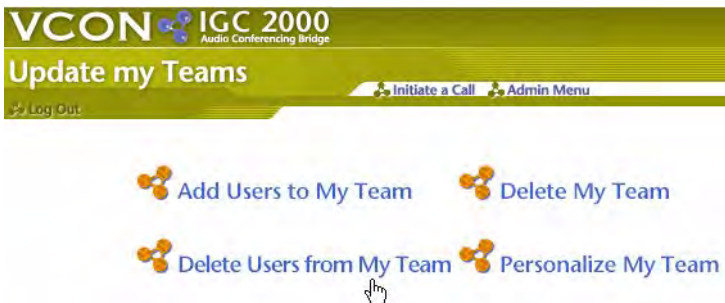 VCON IGC 2000
Audio Conferencing Bridge
Update my Teams
Initiate a Call Admin Menu
Log Out
Add Users to My Team Delete My Team
Delete Users from My Team Personalize My Team